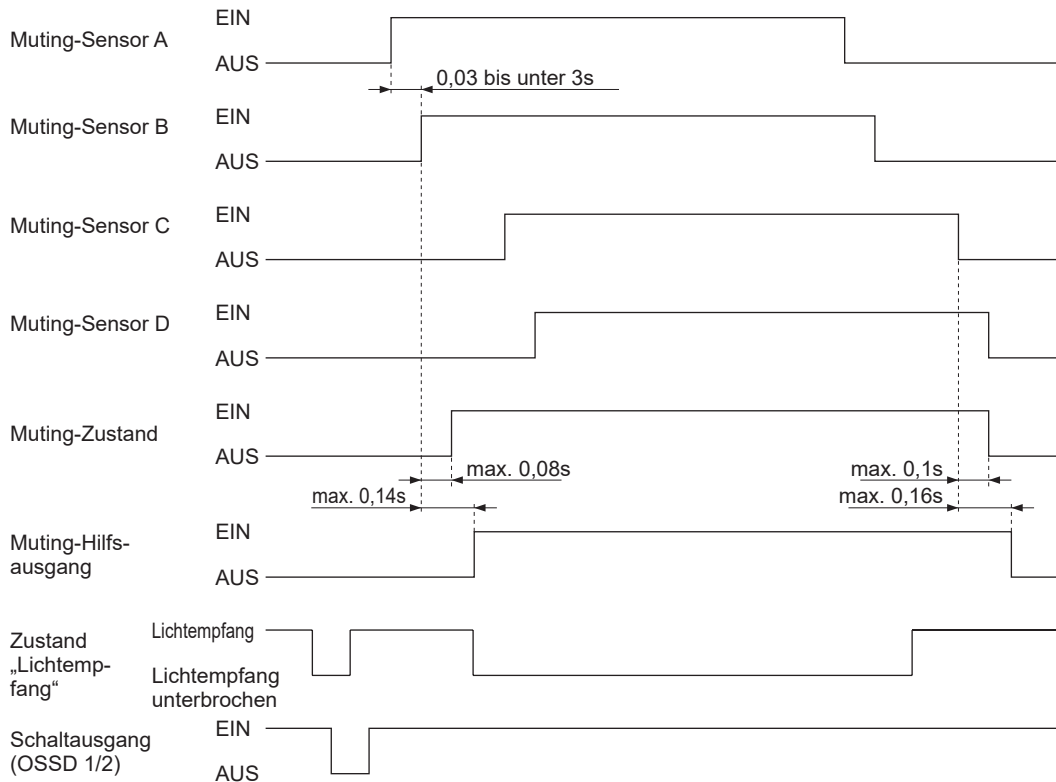 EIN
Muting-Sensor A
AUS
0,03 bis unter 3s
EIN
Muting-Sensor B
AUS
EIN
Muting-Sensor C
AUS
EIN
Muting-Sensor D
AUS
EIN
Muting-Zustand
AUS
max. 0,08s
max. 0,1s
max. 0,14s
max. 0,16s
EIN
Muting-Hilfs-
ausgang
AUS
Zustand
„Lichtemp-
fang“
Lichtempfang
Lichtempfang
unterbrochen
EIN
Schaltausgang
(OSSD 1/2)
AUS